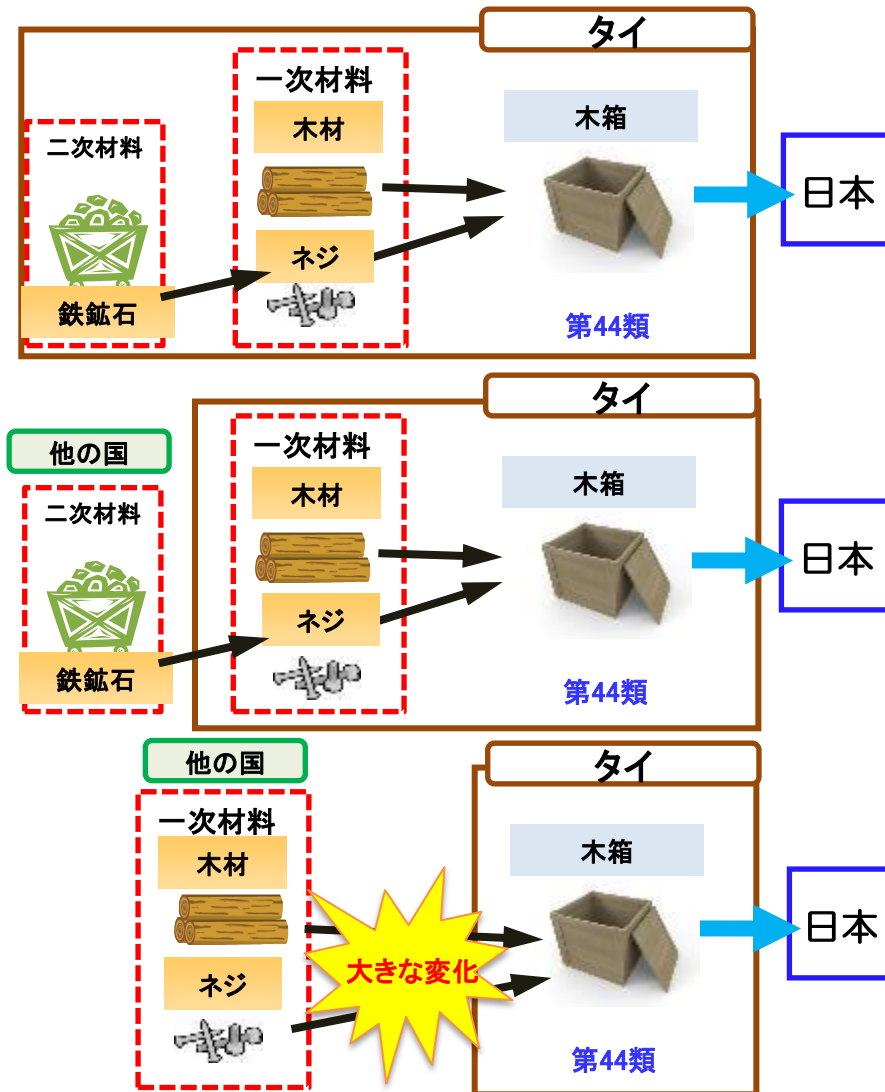 タイ
一次材料
木材
木箱
二次材料
日本
ネジ
鉄鉱石
第44類
タイ
他の国
一次材料
木材
木箱
二次材料
日本
ネジ
鉄鉱石
第44類
他の国
タイ
一次材料
木材
木箱
日本
大きな変化
ネジ
第44類